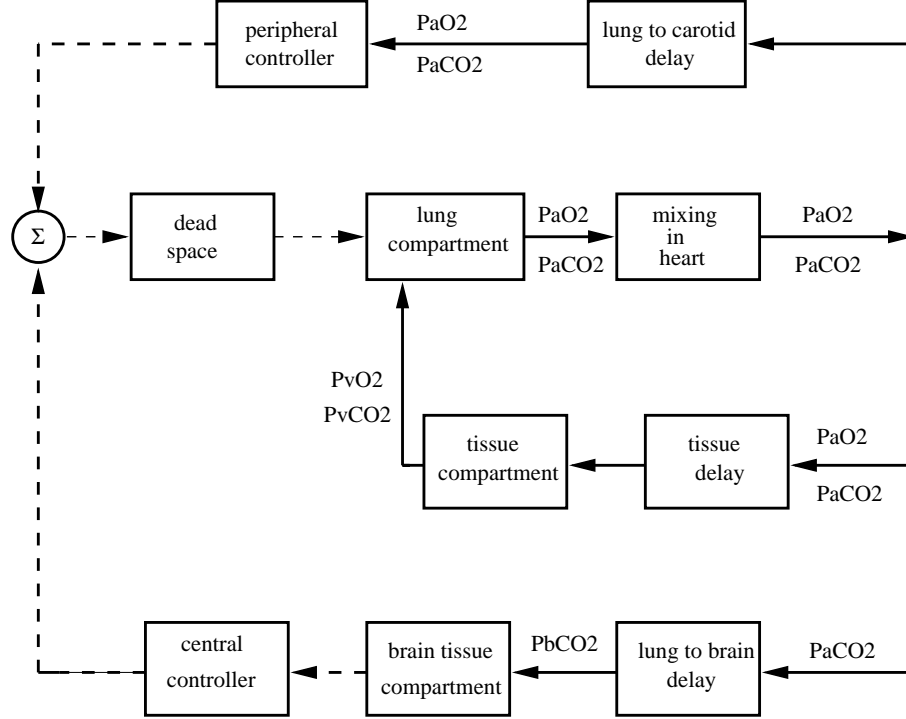 peripheral
controller
PaO2
PaCO2
lung to carotid
delay
Σ
dead
space
lung
compartment
PaO2
PaCO2
mixing
in
heart
PaO2
PaCO2
PvO2
PvCO2
tissue
compartment
tissue
delay
PaO2
PaCO2
central
controller
brain tissue
compartment
PbCO2
lung to brain
delay
PaCO2